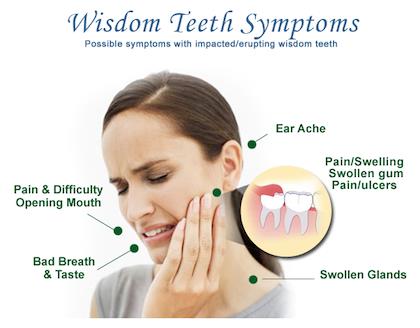 Wisdom Teeth Symptoms
Possible symptoms with impacted/erupting wisdom teeth
Ear Ache
Pain/Swelling
Swollen gum
Pain/ulcers
Pain & Difficulty
Opening Mouth
Bad Breath
& Taste
Swollen Glands